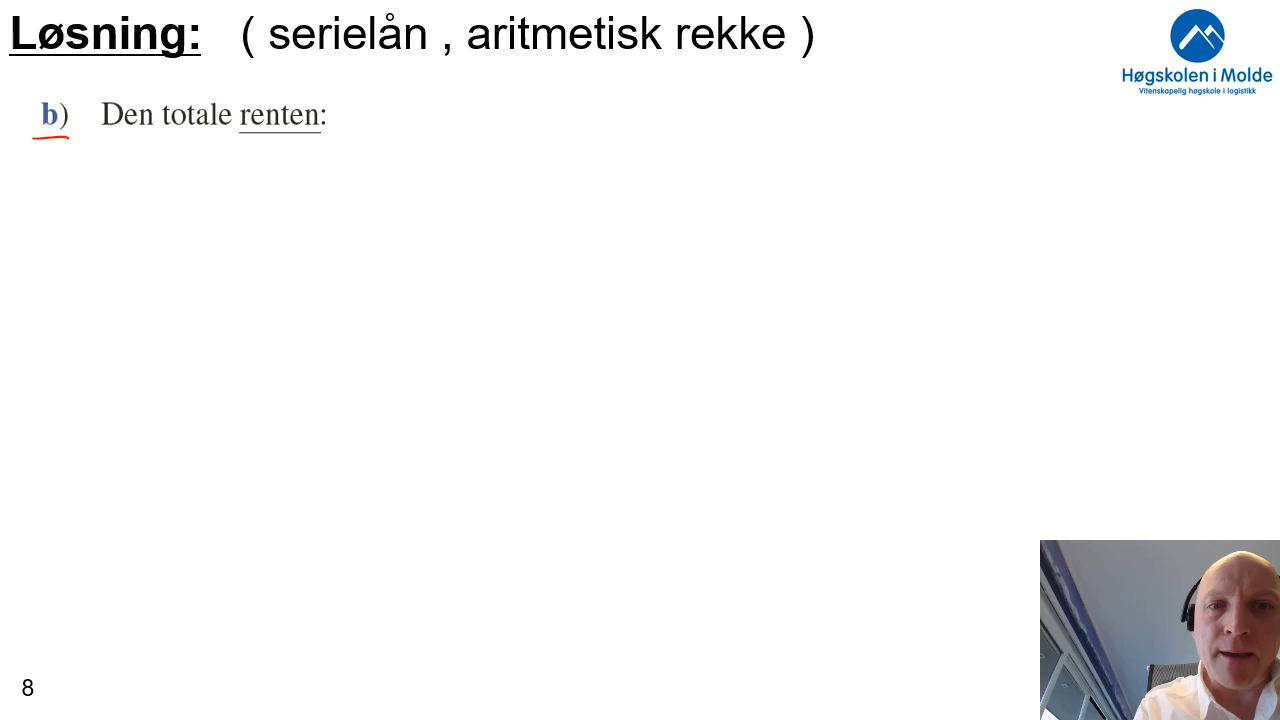 Løsning: ( serielån , aritmetisk rekke )
Høgskolen i Molde
Vitenskapelig høgskole i logistikk
b) Den totale renten:
8